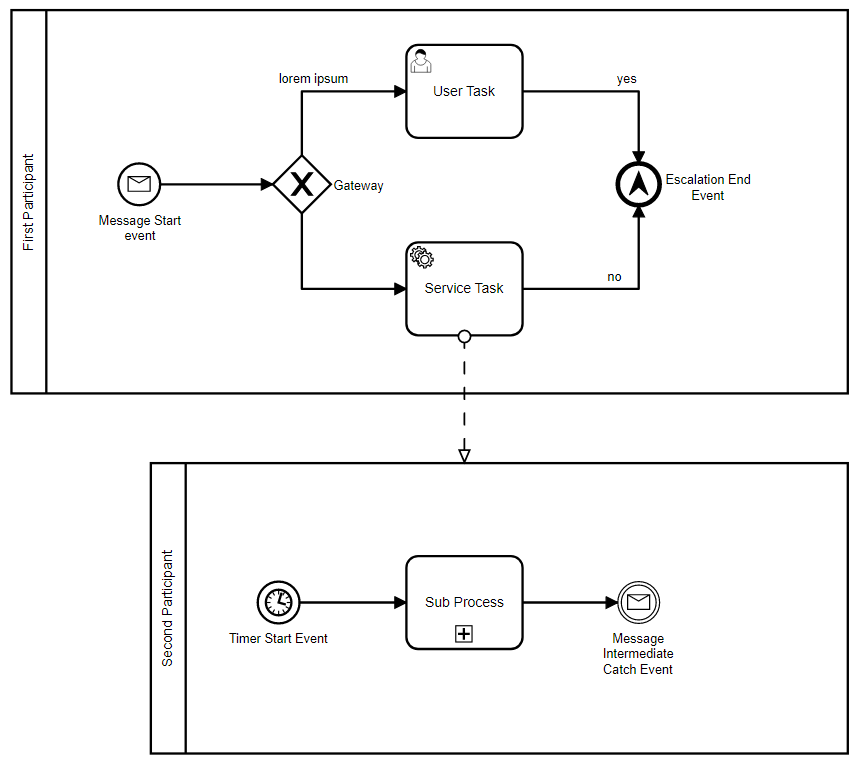 First Participant
lorem ipsum
User Task
yes
Message Start
event
Gateway
Escalation End
Event
Service Task
no
Second Participant
Timer Start Event
Sub Process
Message
Intermediate
Catch Event